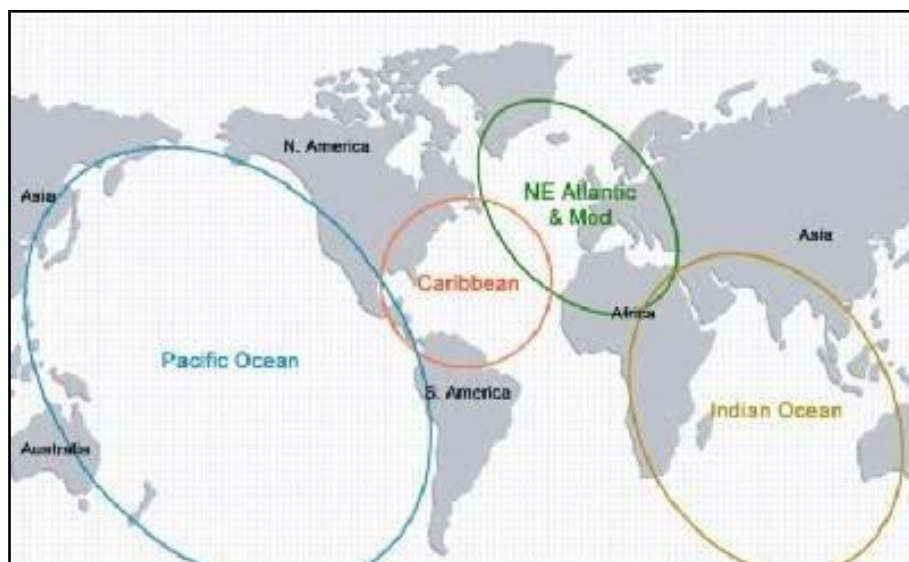 N. America
Asia
NE Atlantic
& Med
Asia
Caribbean
Africa
Pacific Ocean
S. America
Indian Ocean
Australia